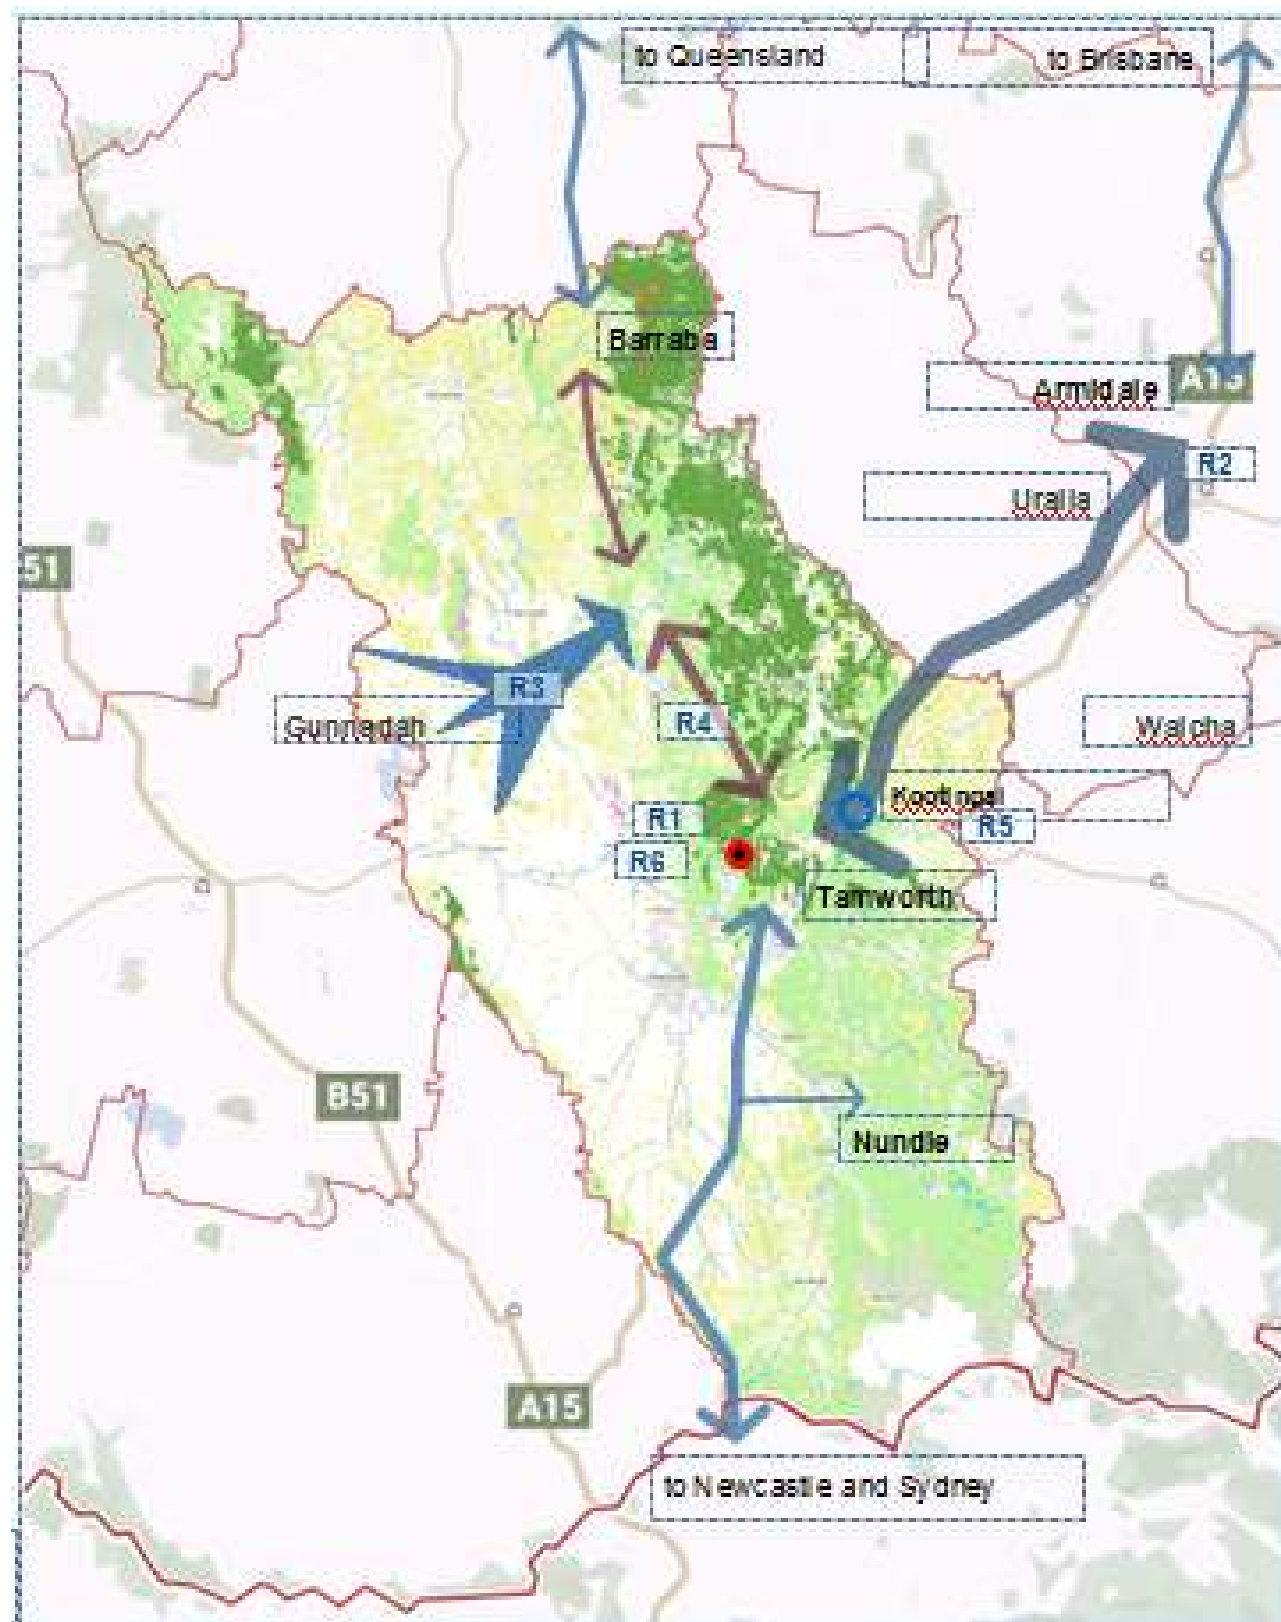 to Queensland
to Brisbane
Barraba
Armidale
A15
R2
Uralla
51
R3
Gunnedah
R4
Walcha
Kootingal
R1
R5
R6
Tamworth
B51
Nundle
A15
to Newcastle and Sydney